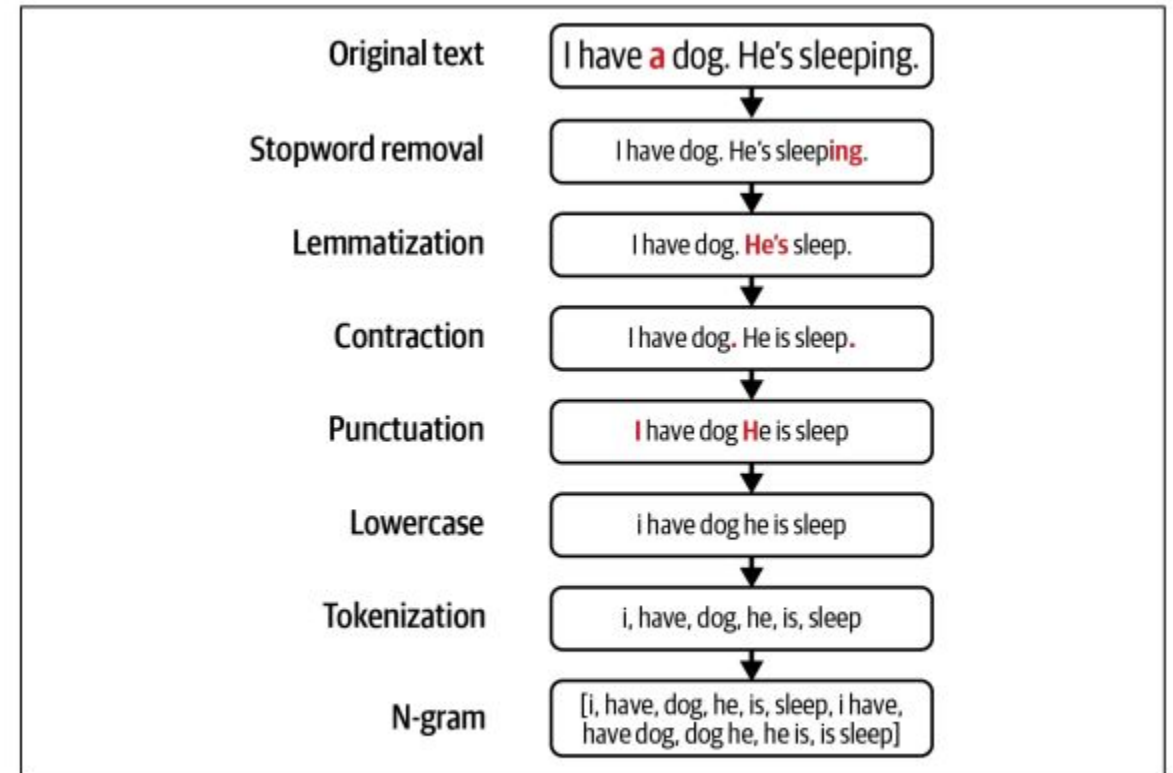 Original text
I have a dog. He's sleeping.
Stopword removal
I have dog. He's sleeping.
Lemmatization
I have dog. He's sleep.
Contraction
I have dog. He is sleep.
Punctuation
I have dog He is sleep
Lowercase
i have dog he is sleep
Tokenization
i, have, dog, he, is, sleep
N-gram
[i, have, dog, he, is, sleep, i have,
have dog, dog he, he is, is sleep]